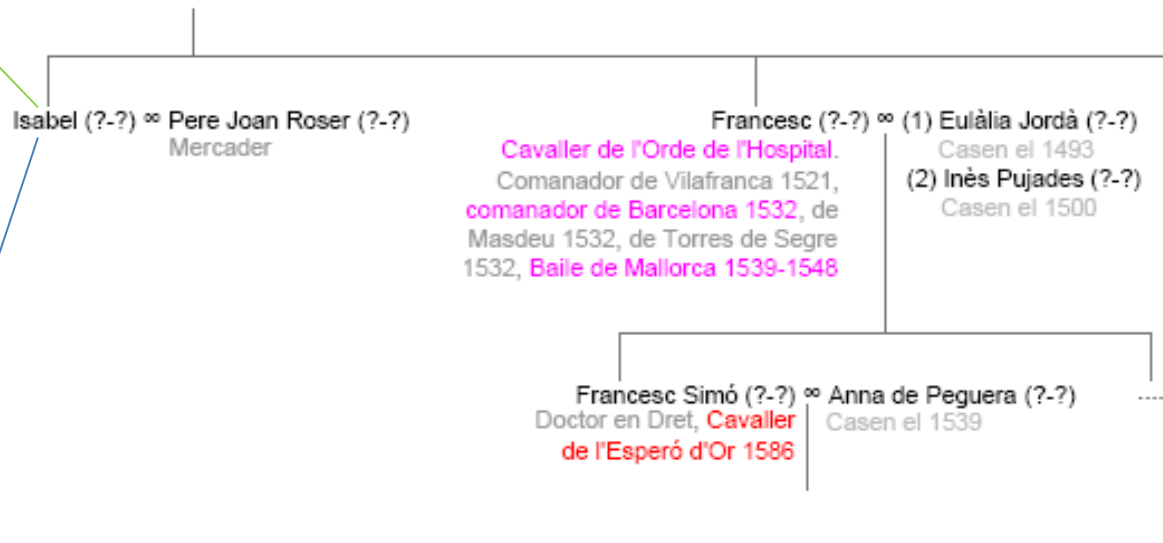 Isabel (?-?) ∞ Pere Joan Roser (?-?)
Mercader
Francesc (?-?) ∞ (1) Eulàlia Jordà (?-?)
Casen el 1493
(2) Inès Pujades (?-?)
Casen el 1500
Cavaller de l'Orde de l'Hospital.
Comanador de Vilafranca 1521,
comanador de Barcelona 1532, de
Masdeu 1532, de Torres de Segre
1532, Baile de Mallorca 1539-1548
Francesc Simó (?-?) ∞ Anna de Peguera (?-?)
Doctor en Dret, Cavaller
de l'Esperó d'Or 1586
Casen el 1539